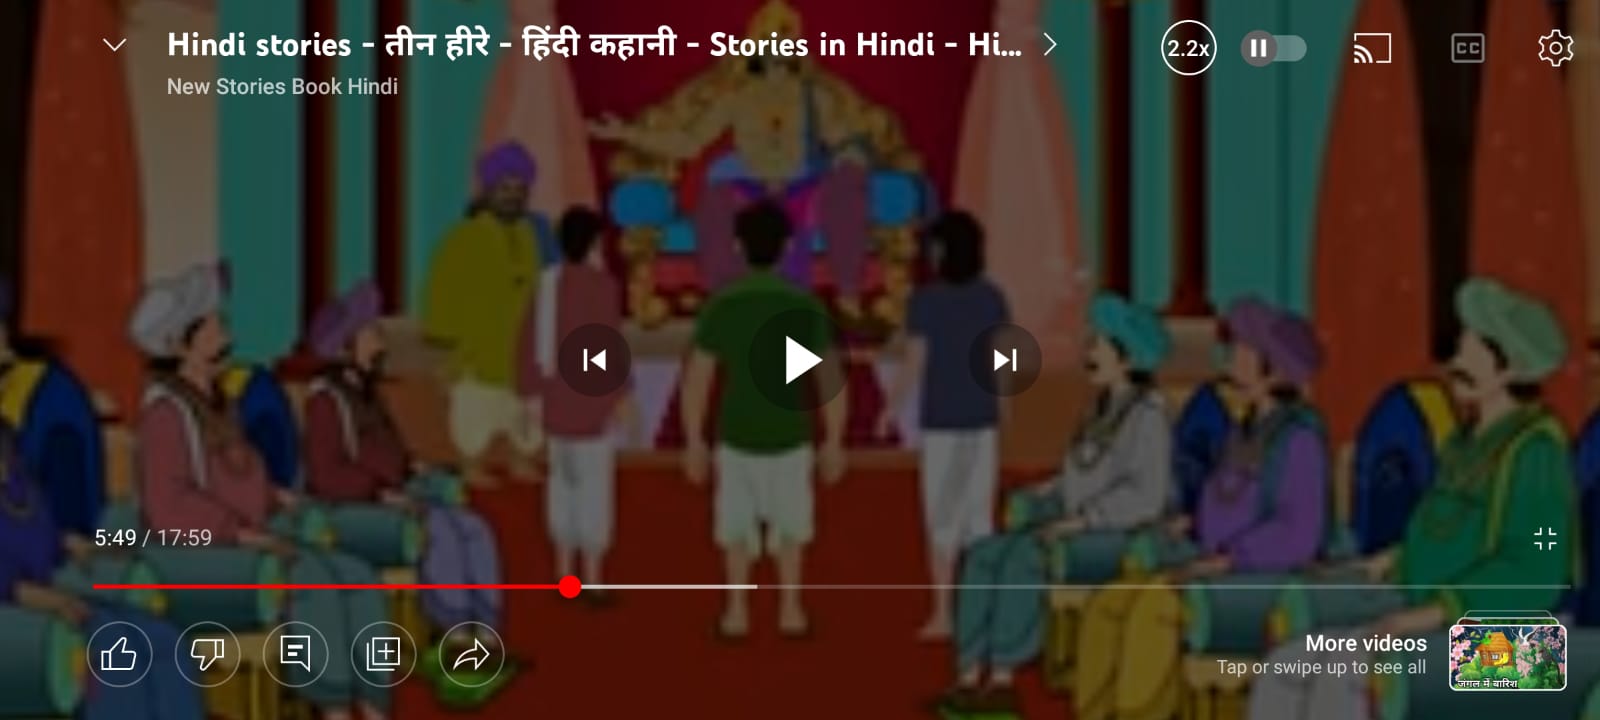 Hindi stories - तीन हीरे - हिंदी कहानी - Stories in Hindi - Hi...
2.2x
CC
New Stories Book Hindi
5:49 / 17:59
More videos
Tap or swipe up to see all
जंगल में बारिश